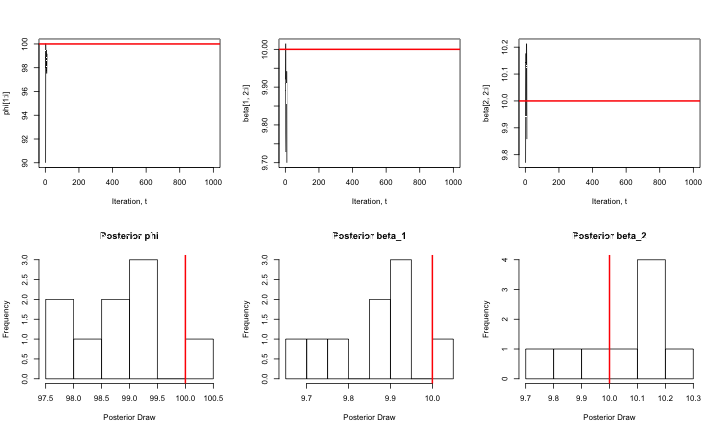 phi[1:i]
90
92
94
96
98
100
0 200 400 600 800 1000
Iteration, t
beta[1, 2:i]
9.70
9.80
9.90
10.00
0 200 400 600 800 1000
Iteration, t
beta[2, 2:i]
9.8
9.9
10.0
10.1
10.2
0 200 400 600 800 1000
Iteration, t
Posterior phi
Frequency
0.0
0.5
1.0
1.5
2.0
2.5
3.0
97.5 98.0 98.5 99.0 99.5 100.0 100.5
Posterior Draw
Posterior beta_1
Frequency
0.0
0.5
1.0
1.5
2.0
2.5
3.0
9.7 9.8 9.9 10.0
Posterior Draw
Posterior beta_2
Frequency
0
1
2
3
4
9.7 9.8 9.9 10.0 10.1 10.2 10.3
Posterior Draw